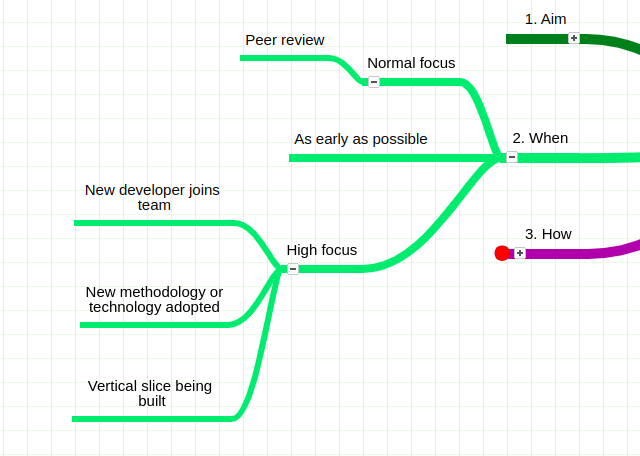 1. Aim
Peer review
Normal focus
As early as possible
2. When
New developer joins
team
3. How
High focus
New methodology or
technology adopted
Vertical slice being
built